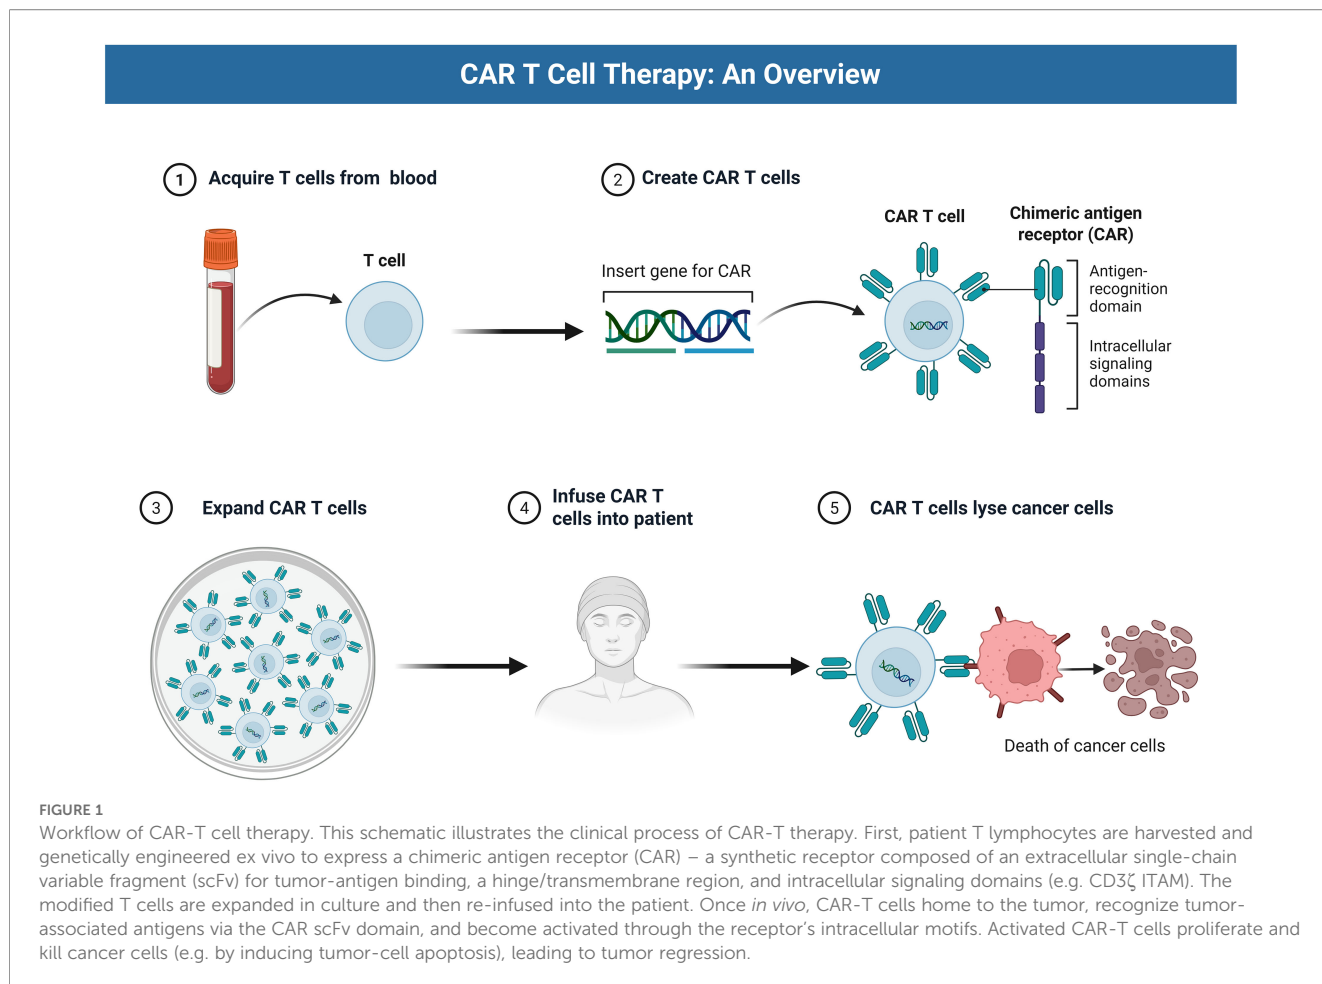 CAR T Cell Therapy: An Overview
1 Acquire T cells from blood
T cell
2 Create CAR T cells
Insert gene for CAR
CAR T cell
Chimeric antigen
receptor (CAR)
Antigen-
recognition
domain
Intracellular
signaling
domains
3 Expand CAR T cells
4 Infuse CAR T
cells into patient
5 CAR T cells lyse cancer cells
Death of cancer cells
FIGURE 1
Workflow of CAR-T cell therapy. This schematic illustrates the clinical process of CAR-T therapy. First, patient T lymphocytes are harvested and
genetically engineered ex vivo to express a chimeric antigen receptor (CAR) – a synthetic receptor composed of an extracellular single-chain
variable fragment (scFv) for tumor-antigen binding, a hinge/transmembrane region, and intracellular signaling domains (e.g. CD3ζ ITAM). The
modified T cells are expanded in culture and then re-infused into the patient. Once in vivo, CAR-T cells home to the tumor, recognize tumor-
associated antigens via the CAR scFv domain, and become activated through the receptor’s intracellular motifs. Activated CAR-T cells proliferate and
kill cancer cells (e.g. by inducing tumor-cell apoptosis), leading to tumor regression.